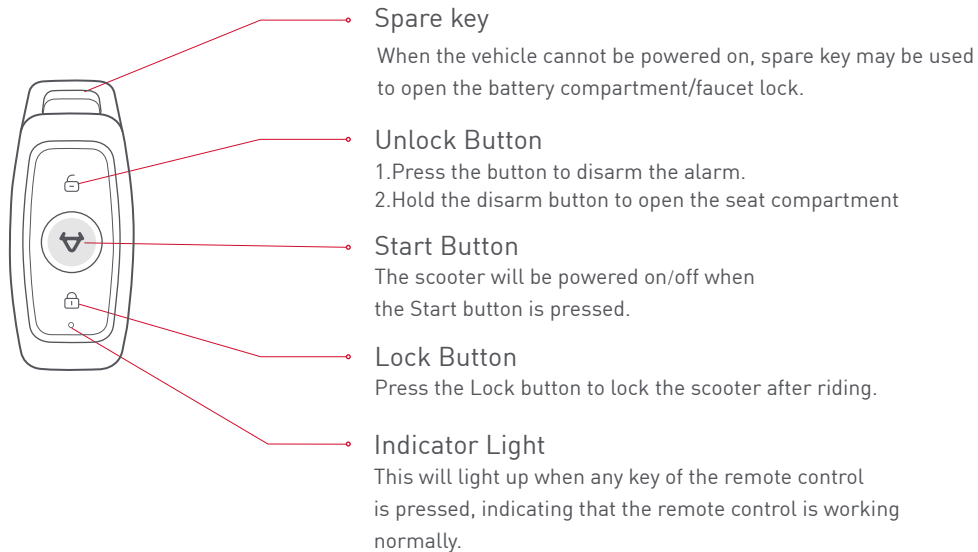 Spare key
When the vehicle cannot be powered on, spare key may be used
to open the battery compartment/faucet lock.
Unlock Button
1.Press the button to disarm the alarm.
2.Hold the disarm button to open the seat compartment
Start Button
The scooter will be powered on/off when
the Start button is pressed.
Lock Button
Press the Lock button to lock the scooter after riding.
Indicator Light
This will light up when any key of the remote control
is pressed, indicating that the remote control is working
normally.